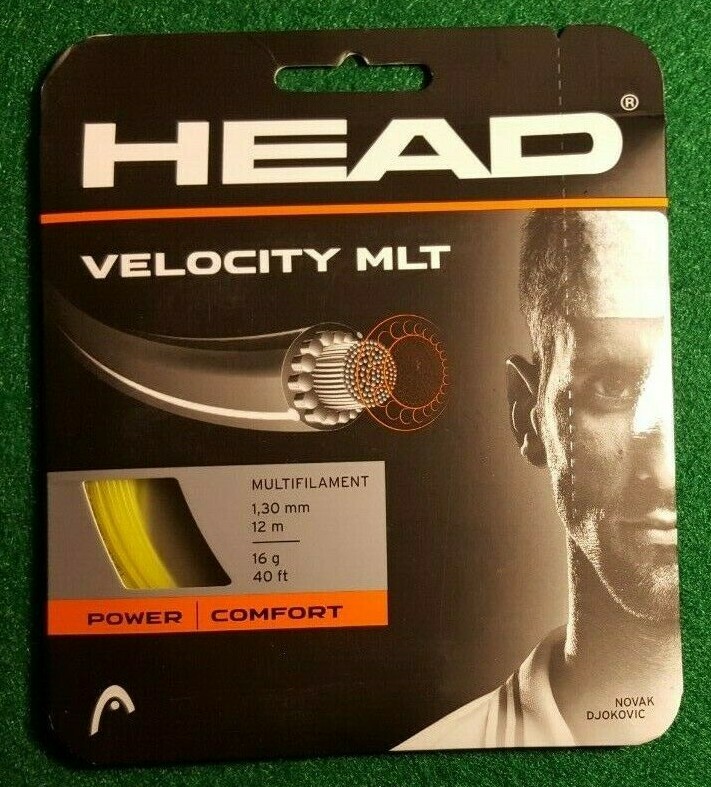 HEAD®
VELOCITY MLT
MULTIFILAMENT
1,30 mm
12 m
16 g
40 ft
POWER | COMFORT
NOVAK
DJOKOVIC